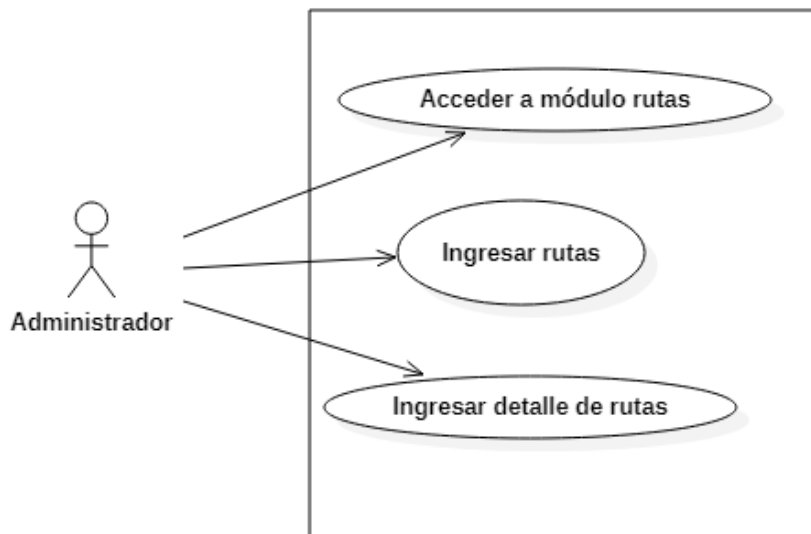 Acceder a módulo rutas
Ingresar rutas
Administrador
Ingresar detalle de rutas